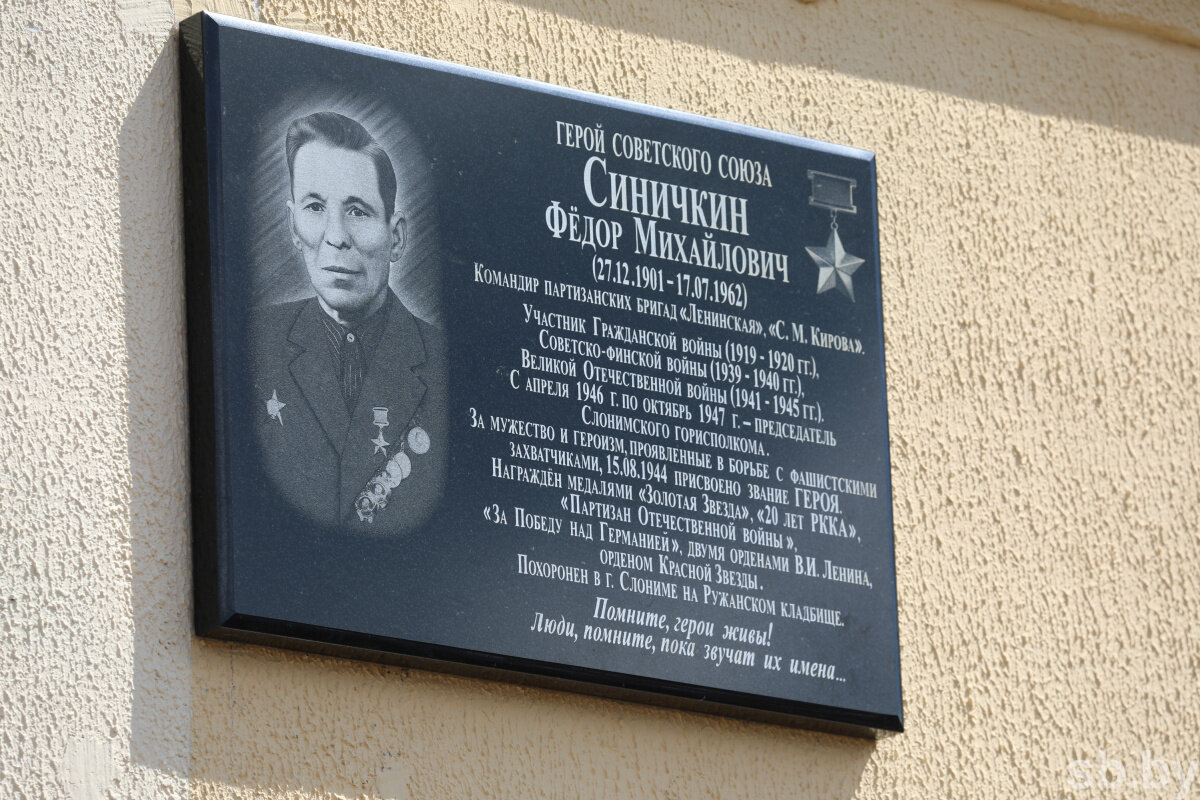 ГЕРОЙ СОВЕТСКОГО СОЮЗА
СИНИЧКИН
ФЁДОР МИХАЙЛОВИЧ
(27.12.1901 - 17.07.1962)
КОМАНДИР ПАРТИЗАНСКИХ БРИГАД «ЛЕНИНСКАЯ», «С. М. КИРОВА».
УЧАСТНИК ГРАЖДАНСКОЙ ВОЙНЫ (1919 - 1920 ГГ.),
СОВЕТСКО-ФИНСКОЙ ВОЙНЫ (1939 - 1940 ГГ.),
ВЕЛИКОЙ ОТЕЧЕСТВЕННОЙ ВОЙНЫ (1941 - 1945 ГГ.).
С АПРЕЛЯ 1946 Г. ПО ОКТЯБРЬ 1947 Г. – ПРЕДСЕДАТЕЛЬ
СЛОНИМСКОГО ГОРИСПОЛКОМА.
ЗА МУЖЕСТВО И ГЕРОИЗМ, ПРОЯВЛЕННЫЕ В БОРЬБЕ С ФАШИСТСКИМИ
ЗАХВАТЧИКАМИ, 15.08.1944 ПРИСВОЕНО ЗВАНИЕ ГЕРОЯ.
НАГРАЖДЁН МЕДАЛЯМИ «ЗОЛОТАЯ ЗВЕЗДА», «20 ЛЕТ РККА»,
«ПАРТИЗАН ОТЕЧЕСТВЕННОЙ ВОЙНЫ»,
«ЗА ПОБЕДУ НАД ГЕРМАНИЕЙ», ДВУМЯ ОРДЕНАМИ В.И. ЛЕНИНА,
ОРДЕНОМ КРАСНОЙ ЗВЕЗДЫ.
ПОХОРОНЕН В Г. СЛОНИМЕ НА РУЖАНСКОМ КЛАДБИЩЕ.
Помните, герои живы!
Люди, помните, пока звучат их имена...
sb.by